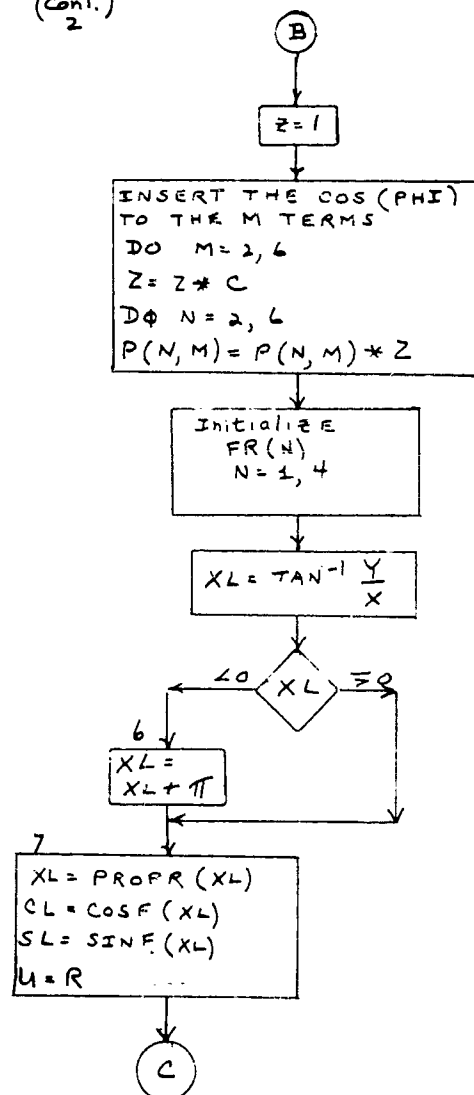 (Cont.)
2
B
Z=1
INSERT THE COS (PHI)
TO THE M TERMS
DO M=2, 6
Z= Z* C
DO N=2, 6
P(N, M) = P(N, M) * Z
InitialiZE
FR(N)
N=1, 4
XL = TAN⁻¹ Y/X
<0 XL ≥0
6
XL =
XL + π
7
XL = PROPR (XL)
CL = COSF (XL)
SL = SINF (XL)
U = R
C